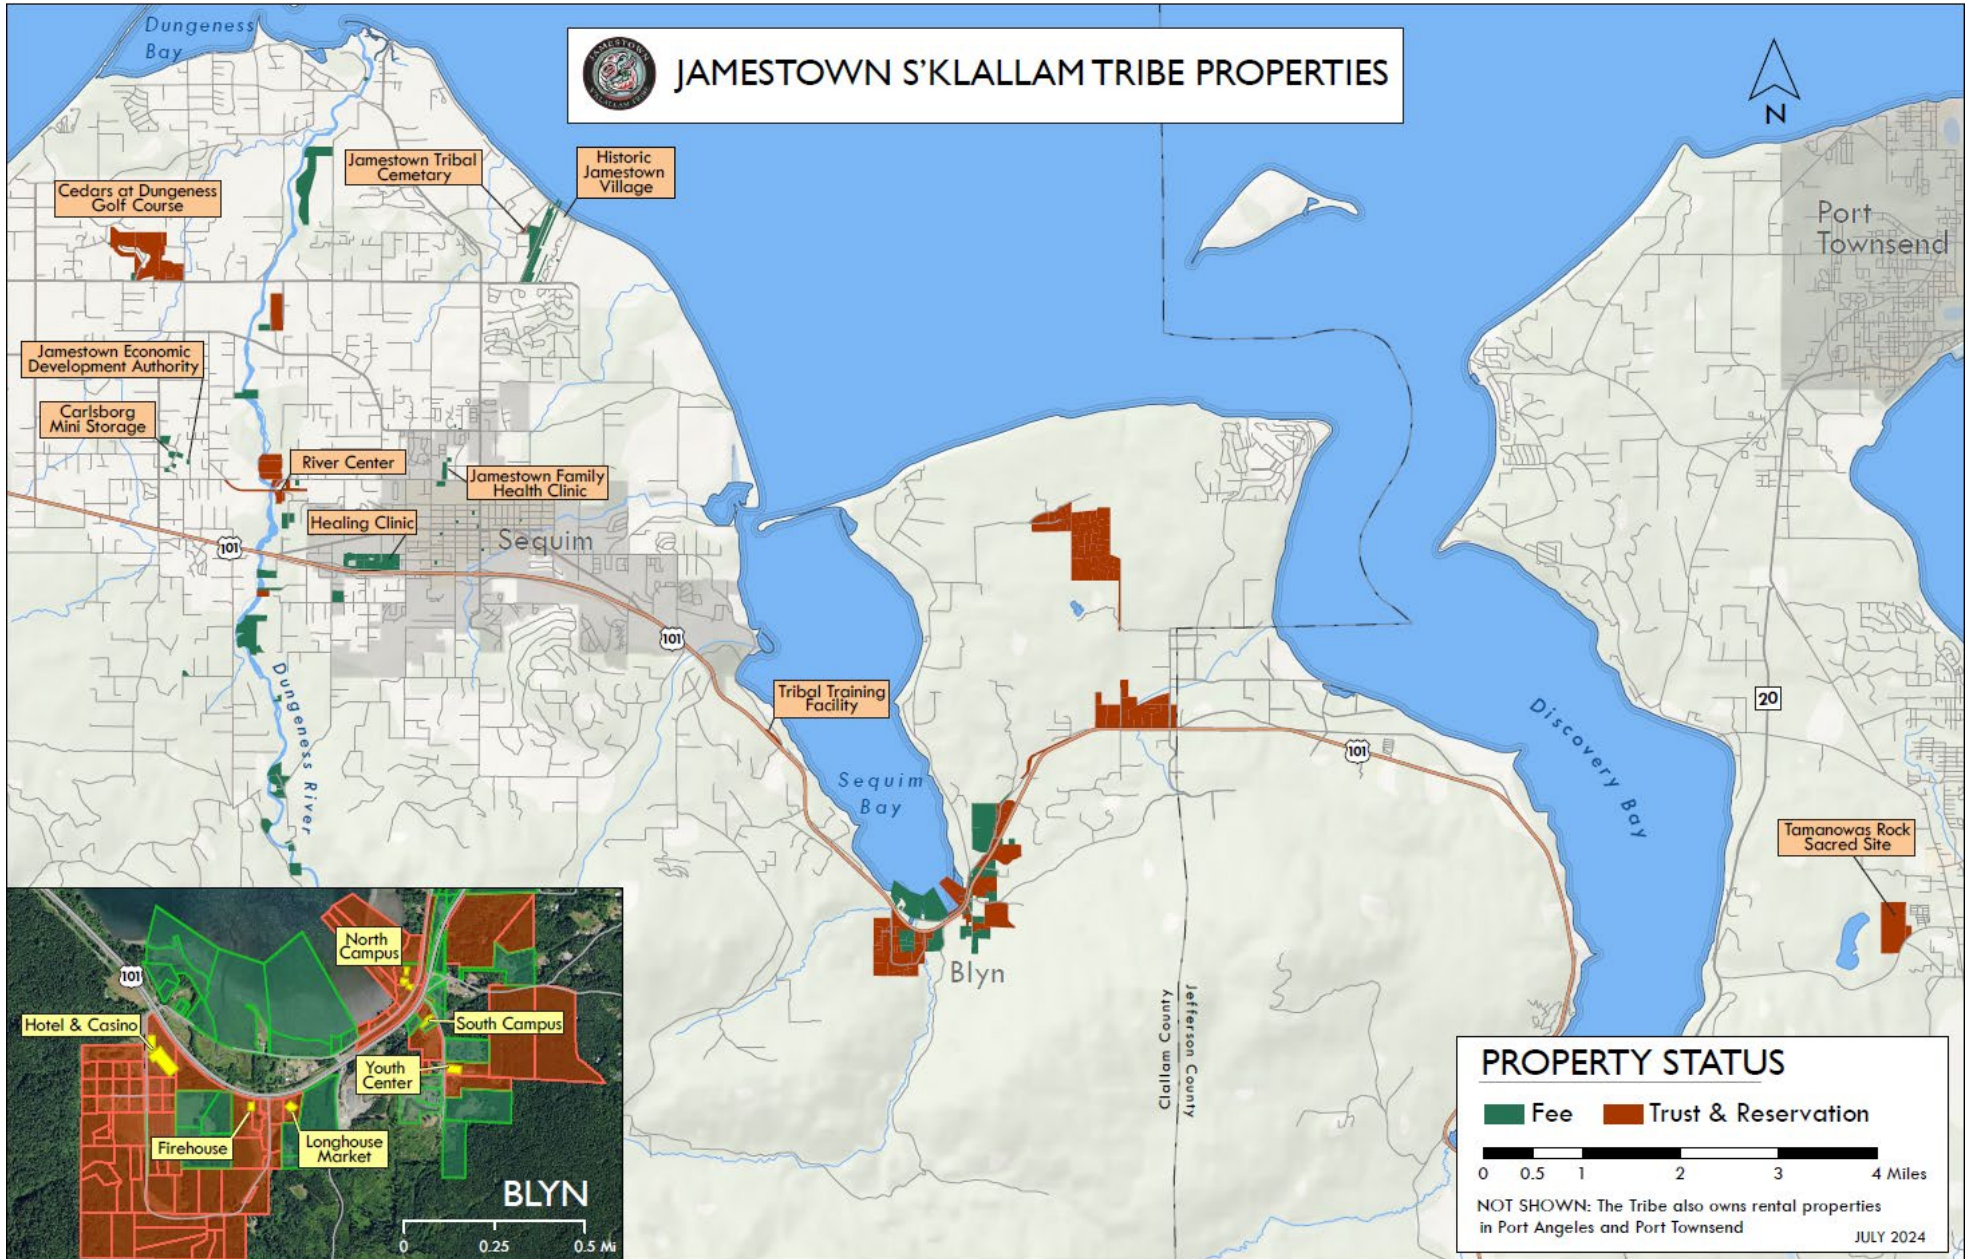 Dungeness
Bay
JAMESTOWN
S'KLALLAM TRIBE
JAMESTOWN S'KLALLAM TRIBE PROPERTIES
N
Jamestown Tribal
Cemetary
Historic
Jamestown
Village
Cedars at Dungeness
Golf Course
Port
Townsend
Jamestown Economic
Development Authority
Carlsborg
Mini Storage
River Center
Jamestown Family
Health Clinic
Healing Clinic
Sequim
101
101
Dungeness River
Tribal Training
Facility
Sequim
Bay
101
20
Discovery Bay
Tamanowas Rock
Sacred Site
Blyn
Clallam County
Jefferson County
North
Campus
101
Hotel & Casino
South Campus
Youth
Center
Firehouse
Longhouse
Market
BLYN
0 0.25 0.5 Mi
PROPERTY STATUS
Fee Trust & Reservation
0 0.5 1 2 3 4 Miles
NOT SHOWN: The Tribe also owns rental properties
in Port Angeles and Port Townsend
JULY 2024